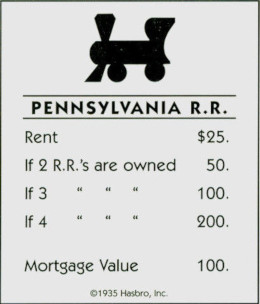 PENNSYLVANIA R.R.
Rent $25.
If 2 R.R.'s are owned 50.
If 3 " " " 100.
If 4 " " " 200.
Mortgage Value 100.
©1935 Hasbro, Inc.